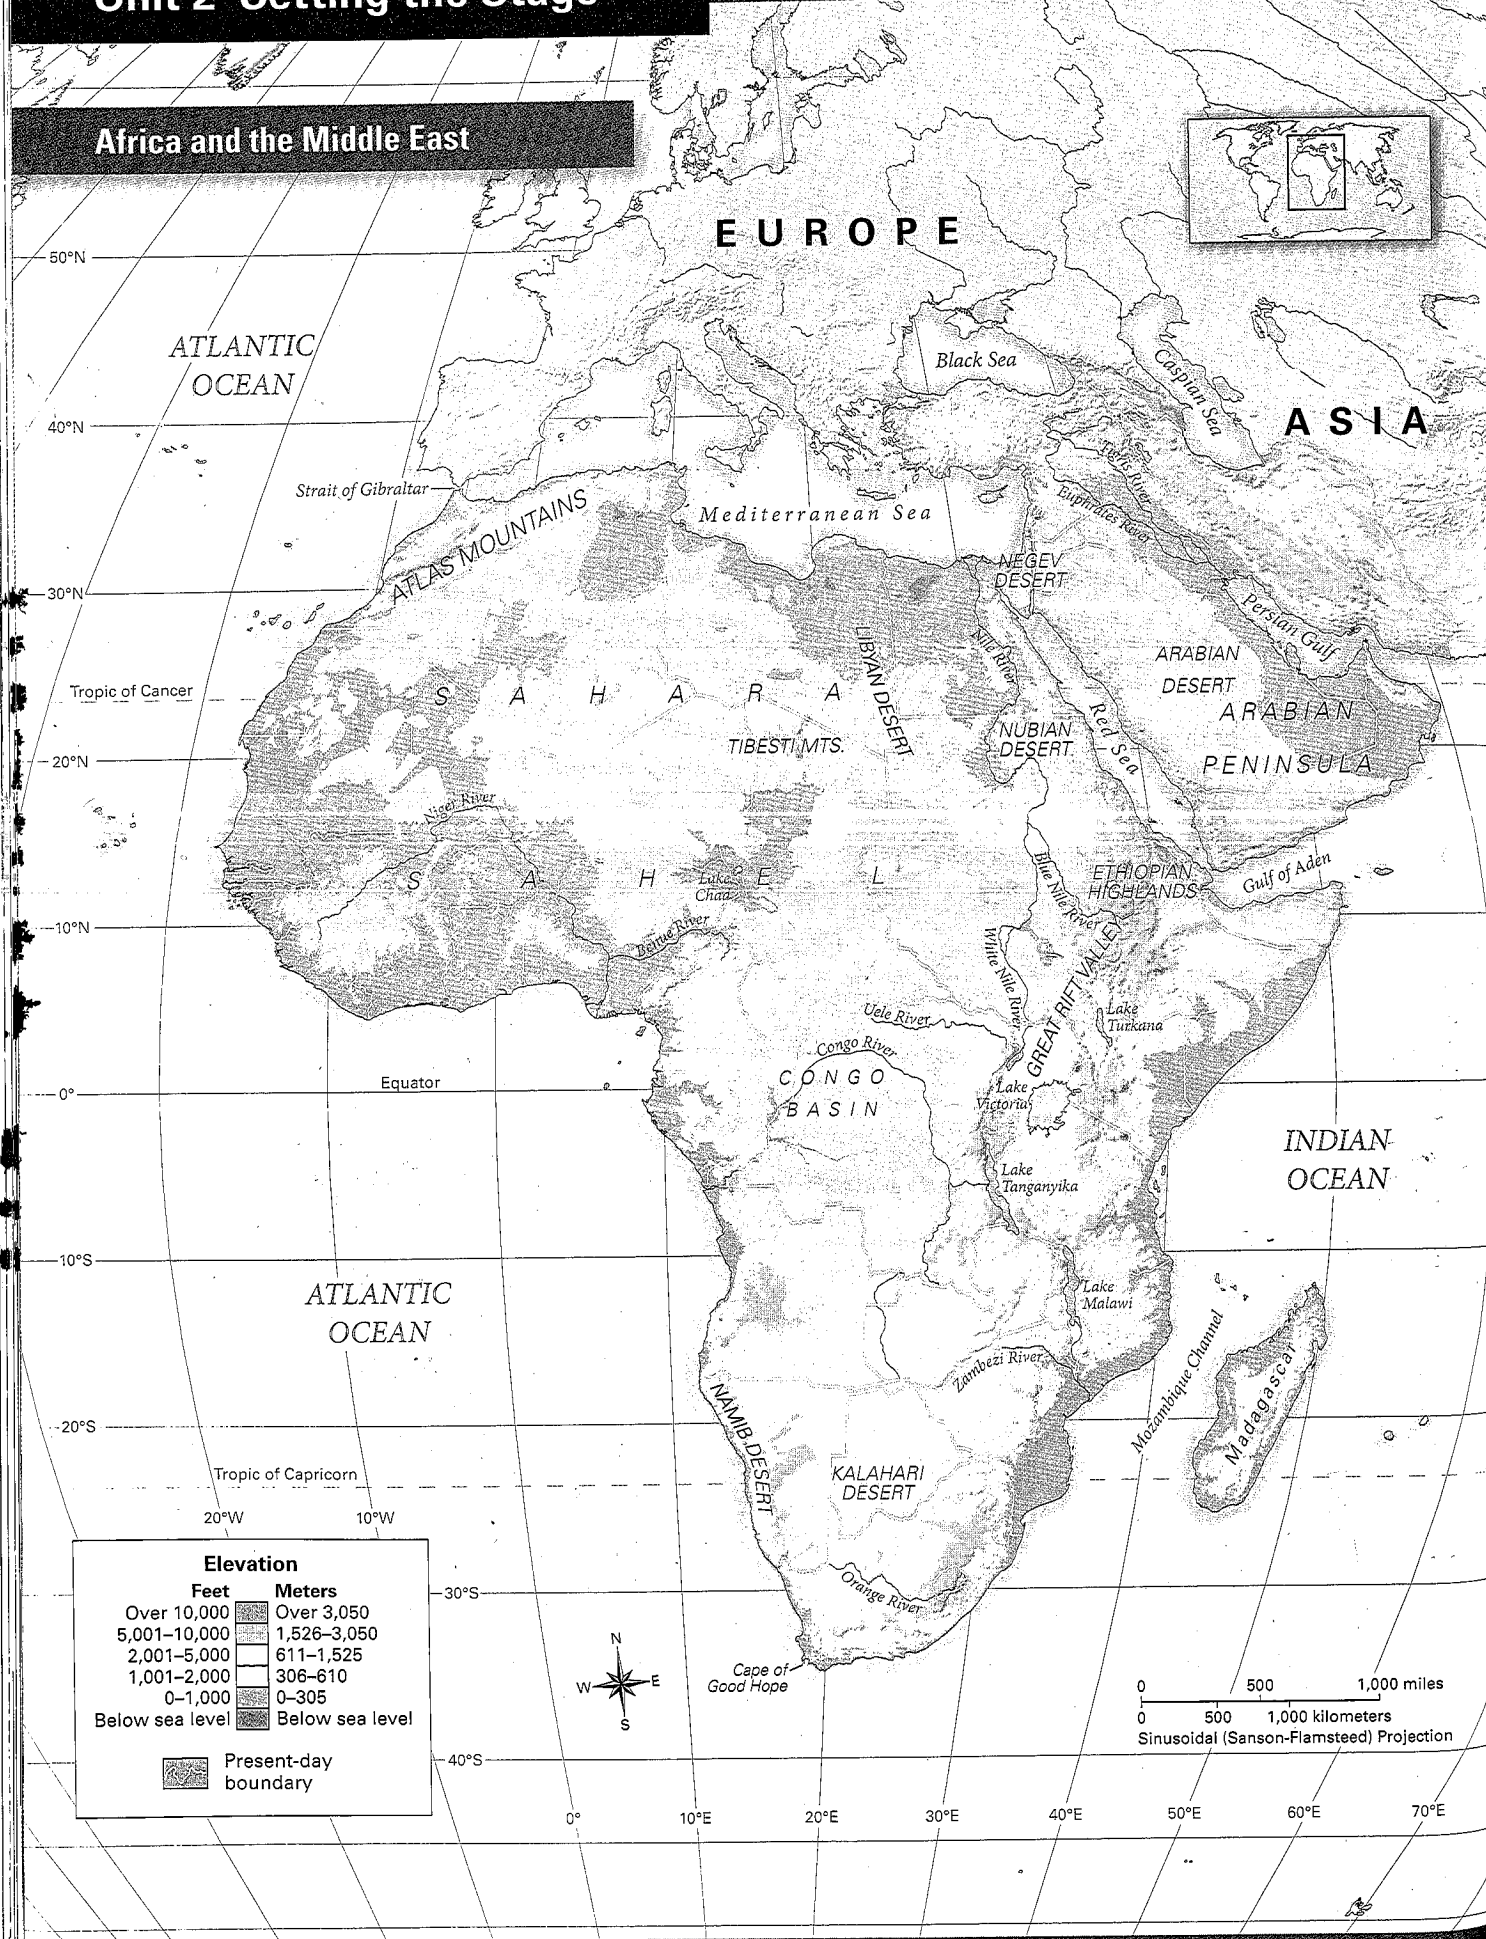 Unit 2 Setting the Stage
Africa and the Middle East
EUROPE
50°N
ATLANTIC
OCEAN
Black Sea
Caspian Sea
ASIA
40°N
Tigris River
Strait of Gibraltar
Euphrates River
Mediterranean Sea
ATLAS MOUNTAINS
NEGEV
DESERT
30°N
Persian Gulf
Nile River
LIBYAN DESERT
ARABIAN
DESERT
Tropic of Cancer
SAHARA
ARABIAN
PENINSULA
Red Sea
NUBIAN
DESERT
TIBESTI MTS.
20°N
Niger River
Blue Nile River
ETHIOPIAN
HIGHLANDS
Gulf of Aden
SAHEL
Lake
Chad
10°N
Benue River
White Nile River
GREAT RIFT VALLEY
Uele River
Lake
Turkana
Congo River
CONGO
BASIN
Equator
0°
Lake
Victoria
INDIAN
OCEAN
Lake
Tanganyika
10°S
ATLANTIC
OCEAN
Lake
Malawi
Mozambique Channel
Madagascar
Zambezi River
NAMIB DESERT
20°S
KALAHARI
DESERT
Tropic of Capricorn
20°W
10°W
Elevation
Feet Meters
Over 10,000 Over 3,050
5,001–10,000 1,526–3,050
2,001–5,000 611–1,525
1,001–2,000 306–610
0–1,000 0–305
Below sea level Below sea level
Present-day
boundary
30°S
Orange River
N
W E
S
Cape of
Good Hope
0 500 1,000 miles
0 500 1,000 kilometers
Sinusoidal (Sanson-Flamsteed) Projection
40°S
0° 10°E 20°E 30°E 40°E 50°E 60°E 70°E